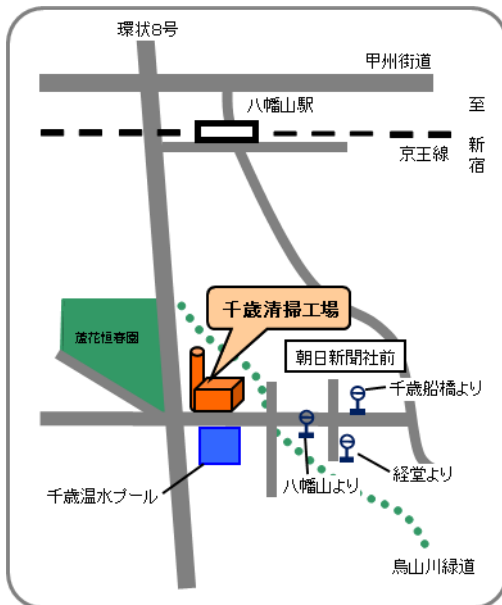 環状8号
甲州街道
八幡山駅
至
新
宿
京王線
千歳清掃工場
蘆花恒春園
朝日新聞社前
千歳船橋より
経堂より
八幡山より
千歳温水プール
烏山川緑道